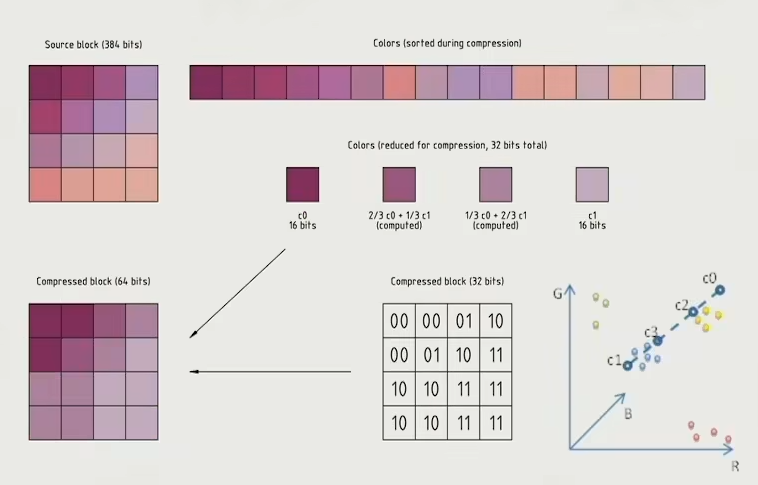 Source block (384 bits)
Colors (sorted during compression)
Colors (reduced for compression, 32 bits total)
c0
16 bits
2/3 c0 + 1/3 c1
(computed)
1/3 c0 + 2/3 c1
(computed)
c1
16 bits
Compressed block (64 bits)
Compressed block (32 bits)
00 00 01 10
00 01 10 11
10 10 11 11
10 10 11 11
G
c0
c2
c3
c1
B
R